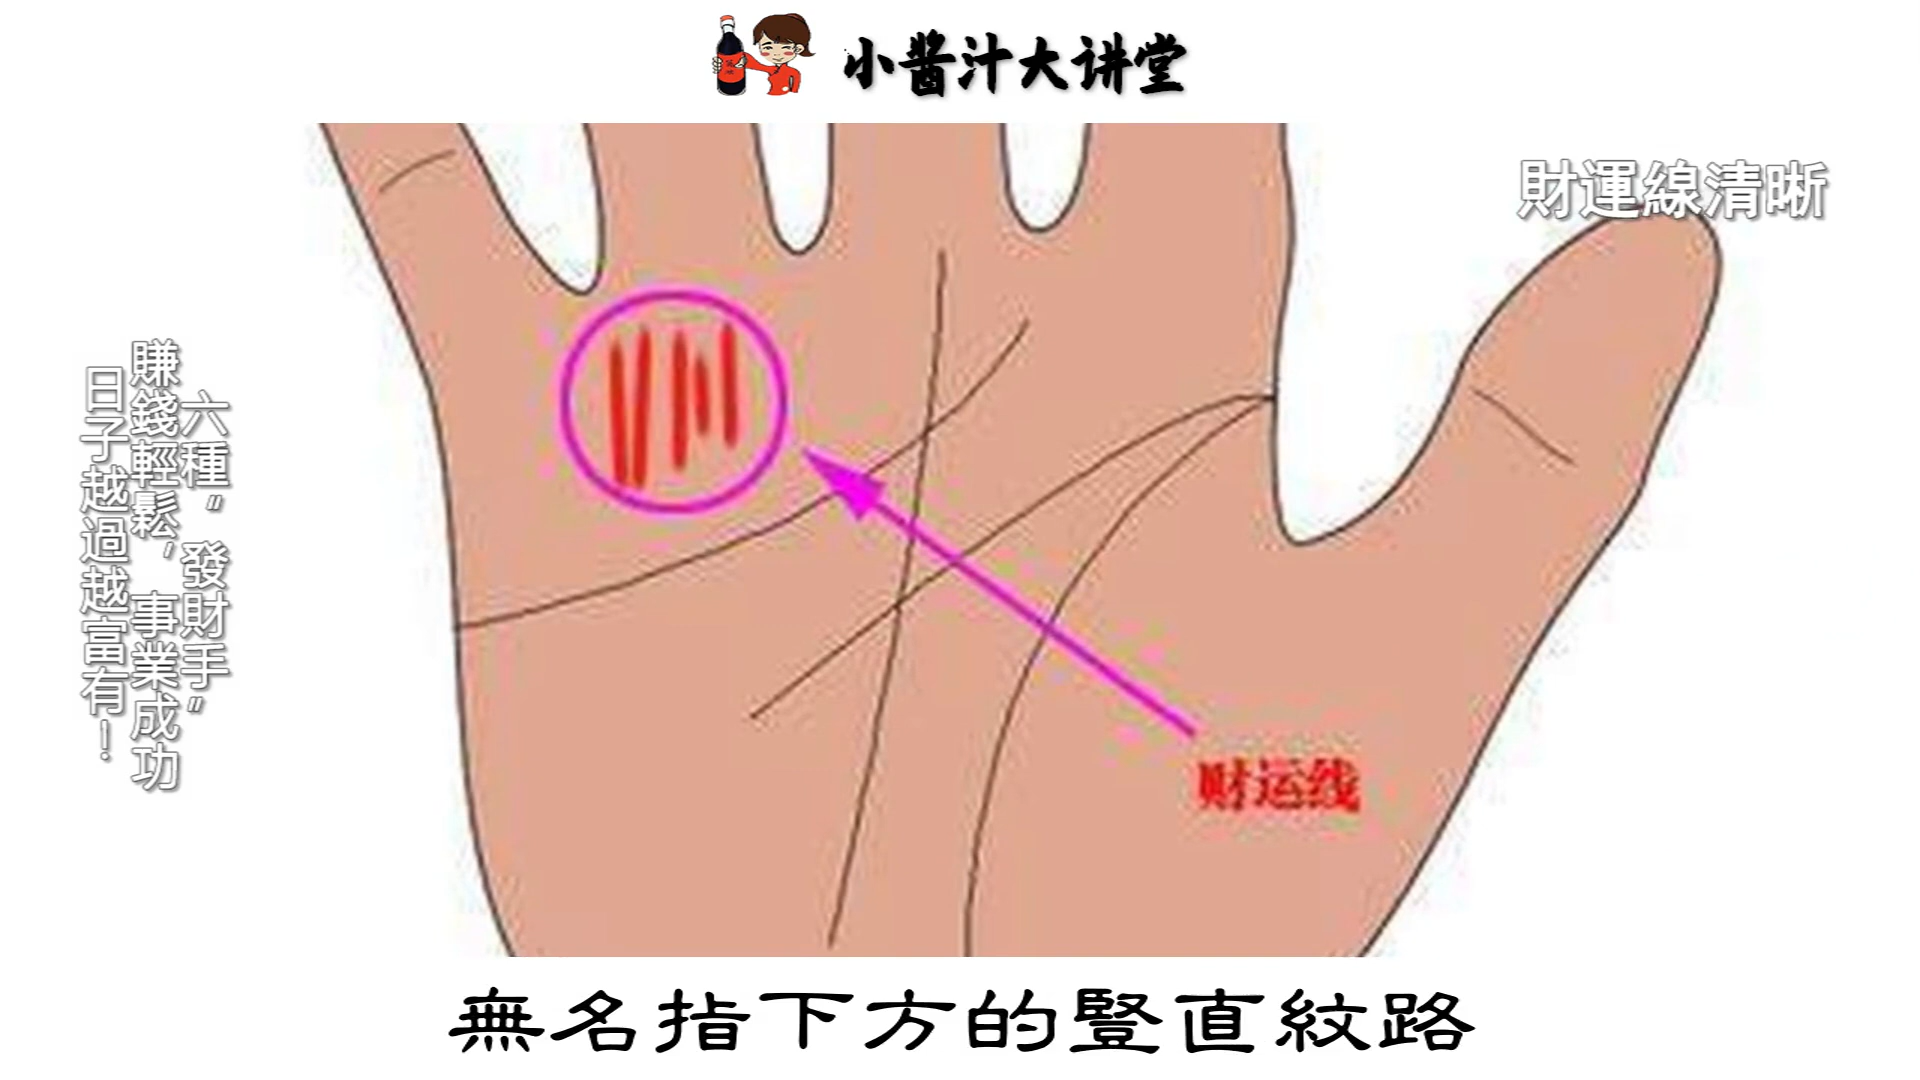 小酱汁大讲堂
財運線清晰
六種"發財手"
賺錢輕鬆，事業成功
日子越過越富有！
财运线
無名指下方的豎直紋路